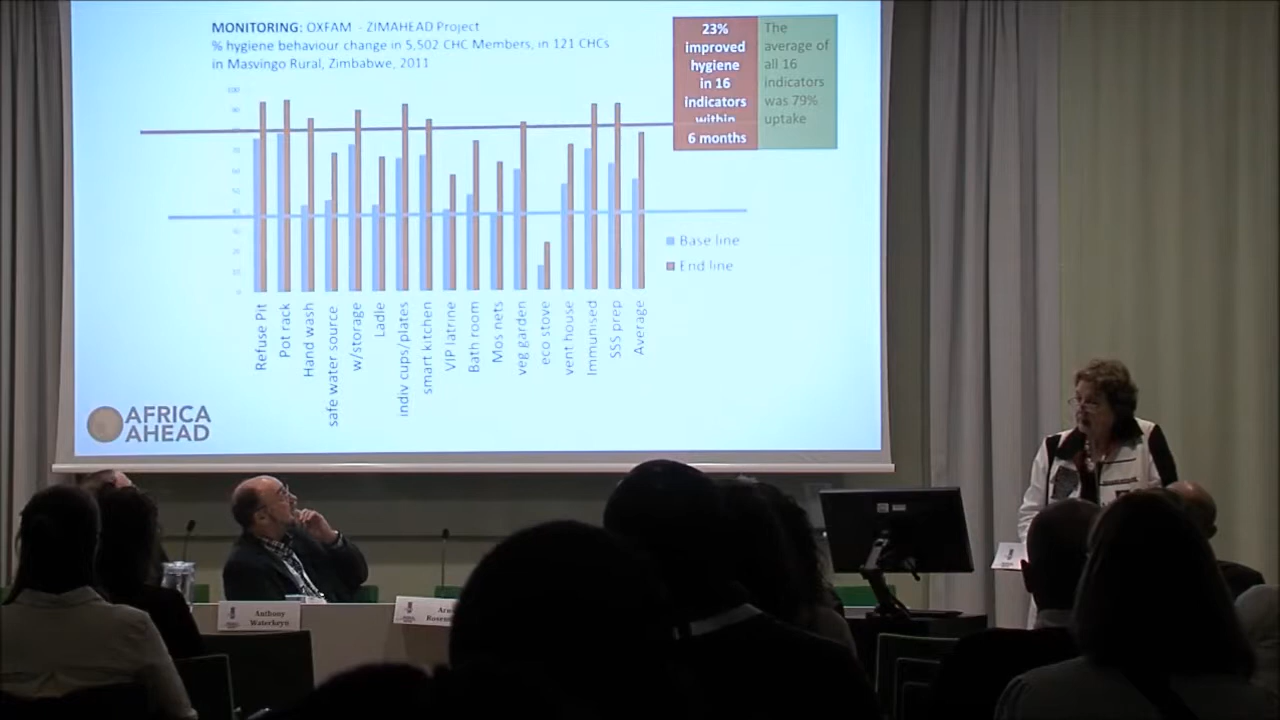 MONITORING: OXFAM - ZIMAHEAD Project
% hygiene behaviour change in 5,502 CHC Members, in 121 CHCs
in Masvingo Rural, Zimbabwe, 2011
23%
improved
hygiene
in 16
indicators
within
6 months
The
average of
all 16
indicators
was 79%
uptake
100
Base line
End line
Refuse Pit
Pot rack
Hand wash
safe water source
w/storage
Ladle
indiv cups/plates
smart kitchen
VIP latrine
Bath room
Mos nets
veg garden
eco stove
vent house
Immunised
SSS prep
Average
AFRICA
AHEAD
Anthony
Waterkeyn